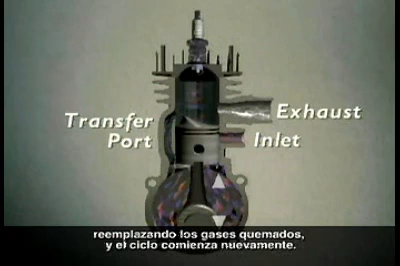 Transfer
Port
Exhaust
Inlet
reemplazando los gases quemados,
y el ciclo comienza nuevamente.